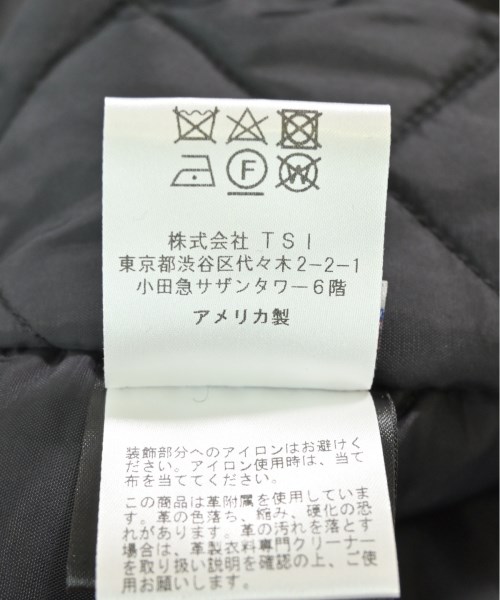 F W
株式会社 TSI
東京都渋谷区代々木2-2-1
小田急サザンタワー6階
アメリカ製
装飾部分へのアイロンはお避けく
ださい。アイロン使用時は、当て
布を当ててください。
この商品は革附属を使用していま
す。革の色落ち、縮み、硬化の恐
れがあります。革の汚れを落とす
場合は、革製衣料専門クリーナー
を取り扱い説明を確認の上、ご使
用お願いします。